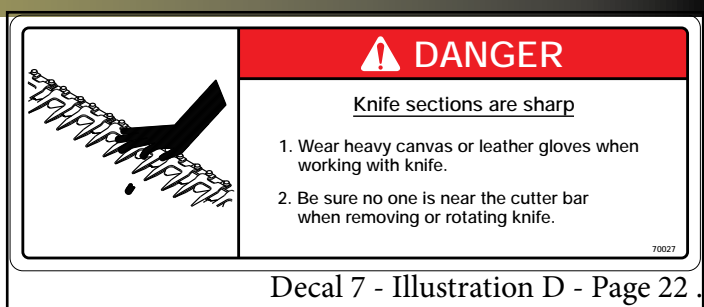 DANGER
Knife sections are sharp
1. Wear heavy canvas or leather gloves when
working with knife.
2. Be sure no one is near the cutter bar
when removing or rotating knife.
70027
Decal 7 - Illustration D - Page 22 .